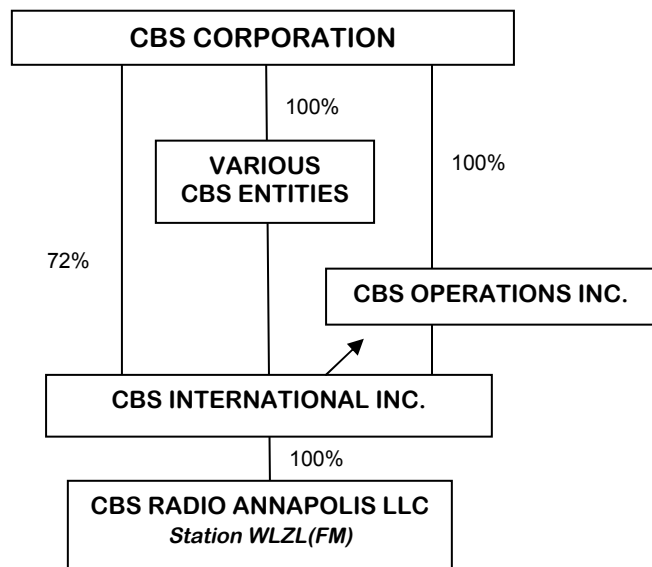 CBS CORPORATION
100%
VARIOUS
CBS ENTITIES
100%
72%
CBS OPERATIONS INC.
CBS INTERNATIONAL INC.
100%
CBS RADIO ANNAPOLIS LLC
Station WLZL(FM)